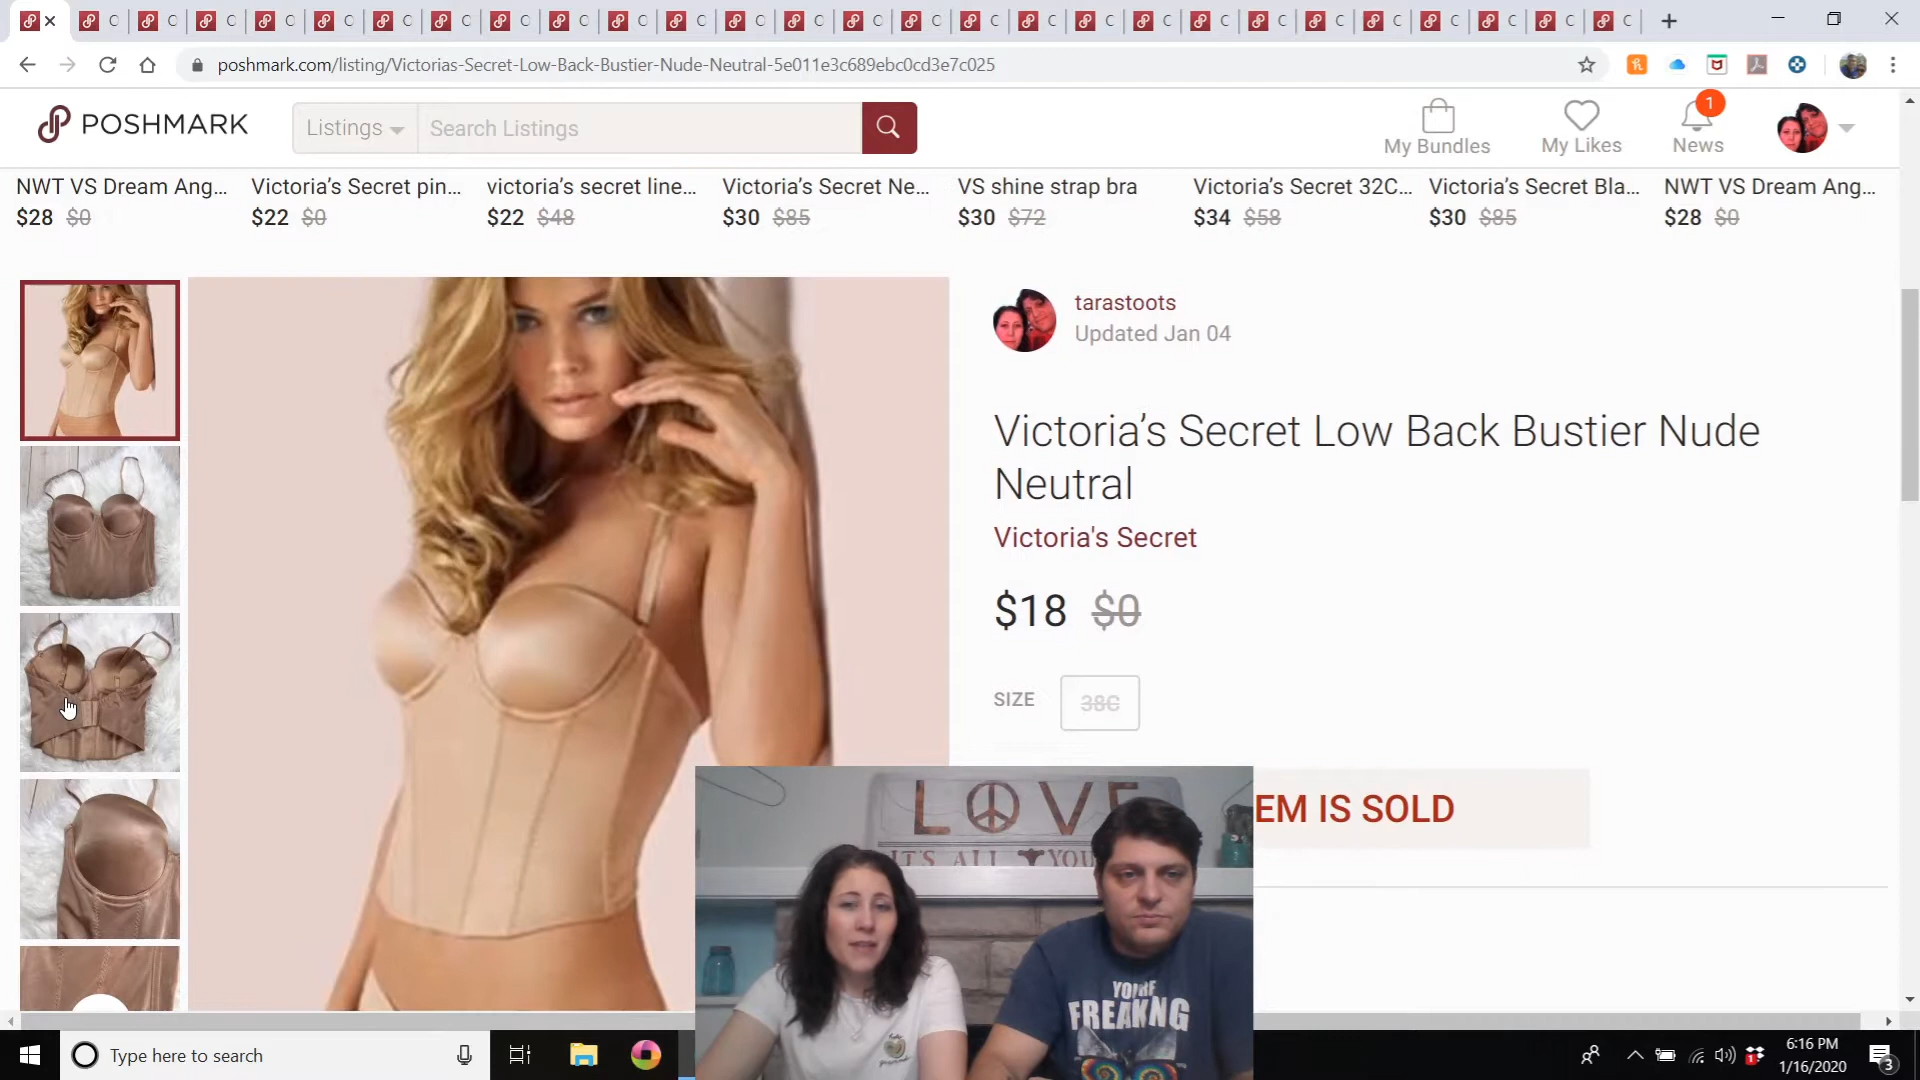 poshmark.com/listing/Victorias-Secret-Low-Back-Bustier-Nude-Neutral-5e011e3c689ebc0cd3e7c025
POSHMARK
Listings
Search Listings
My Bundles
My Likes
1
News
NWT VS Dream Ang... Victoria's Secret pin... victoria's secret line... Victoria's Secret Ne... VS shine strap bra Victoria's Secret 32C... Victoria's Secret Bla... NWT VS Dream Ang...
$28 $0 $22 $0 $22 $48 $30 $85 $30 $72 $34 $58 $30 $85 $28 $0
tarastoots
Updated Jan 04
Victoria's Secret Low Back Bustier Nude
Neutral
Victoria's Secret
$18 $0
SIZE 38C
EM IS SOLD
LOVE
IT'S ALL YOU
YOU'RE
FREAKNG
Type here to search
6:16 PM
1/16/2020
3